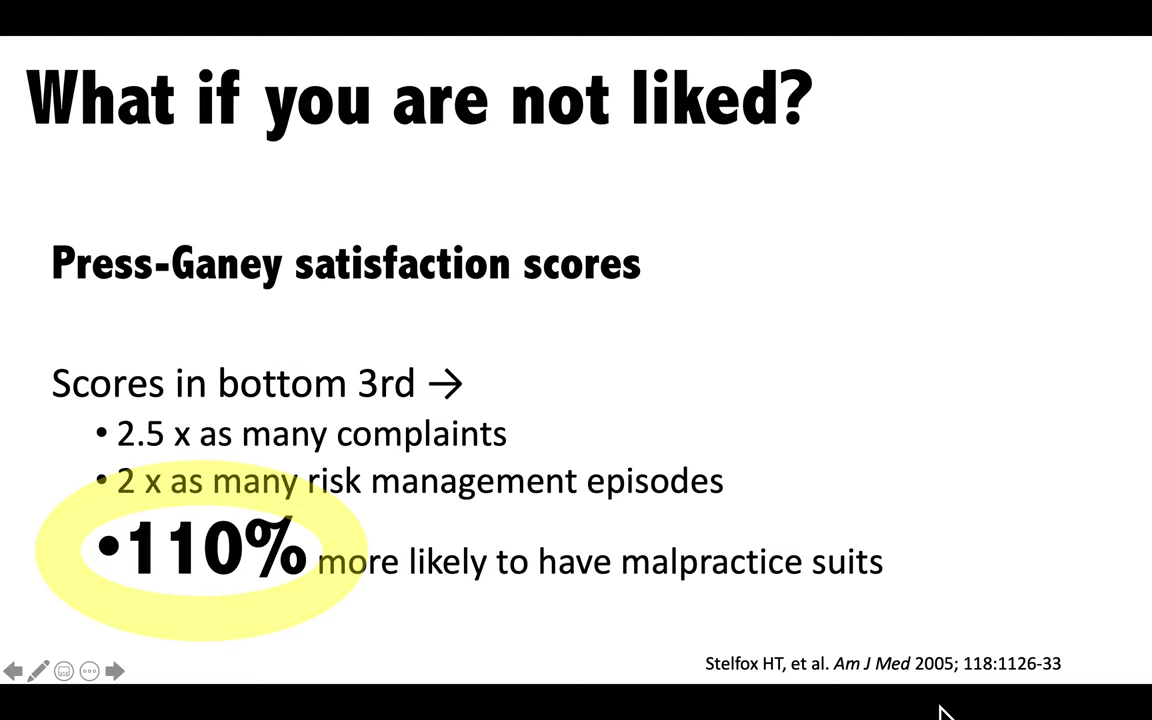 What if you are not liked?
Press-Ganey satisfaction scores
Scores in bottom 3rd →
• 2.5 x as many complaints
• 2 x as many risk management episodes
•110% more likely to have malpractice suits
Stelfox HT, et al. Am J Med 2005; 118:1126-33